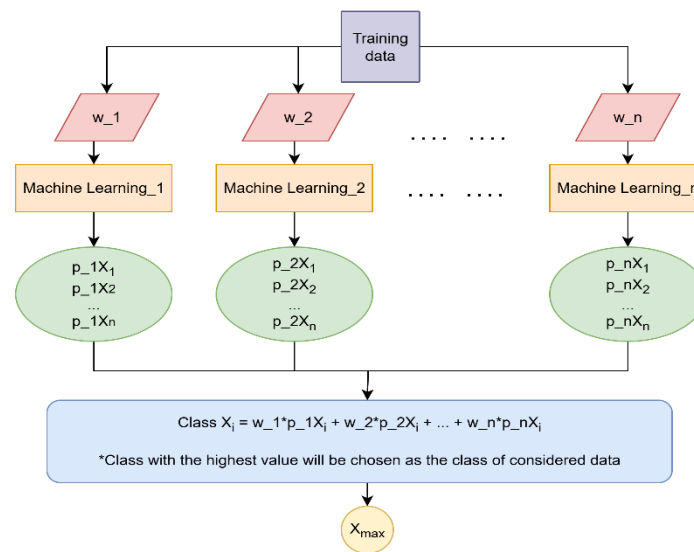 Training
data
w_1
w_2
.... ....
w_n
Machine Learning_1
Machine Learning_2
.... ....
Machine Learning_n
p_1X₁
p_1X₂
...
p_1Xn
p_2X₁
p_2X₂
...
p_2Xₙ
p_nX₁
p_nX₂
...
p_nXₙ
Class Xᵢ = w_1*p_1Xᵢ + w_2*p_2Xᵢ + ... + w_n*p_nXᵢ
*Class with the highest value will be chosen as the class of considered data
Xₘₐₓ